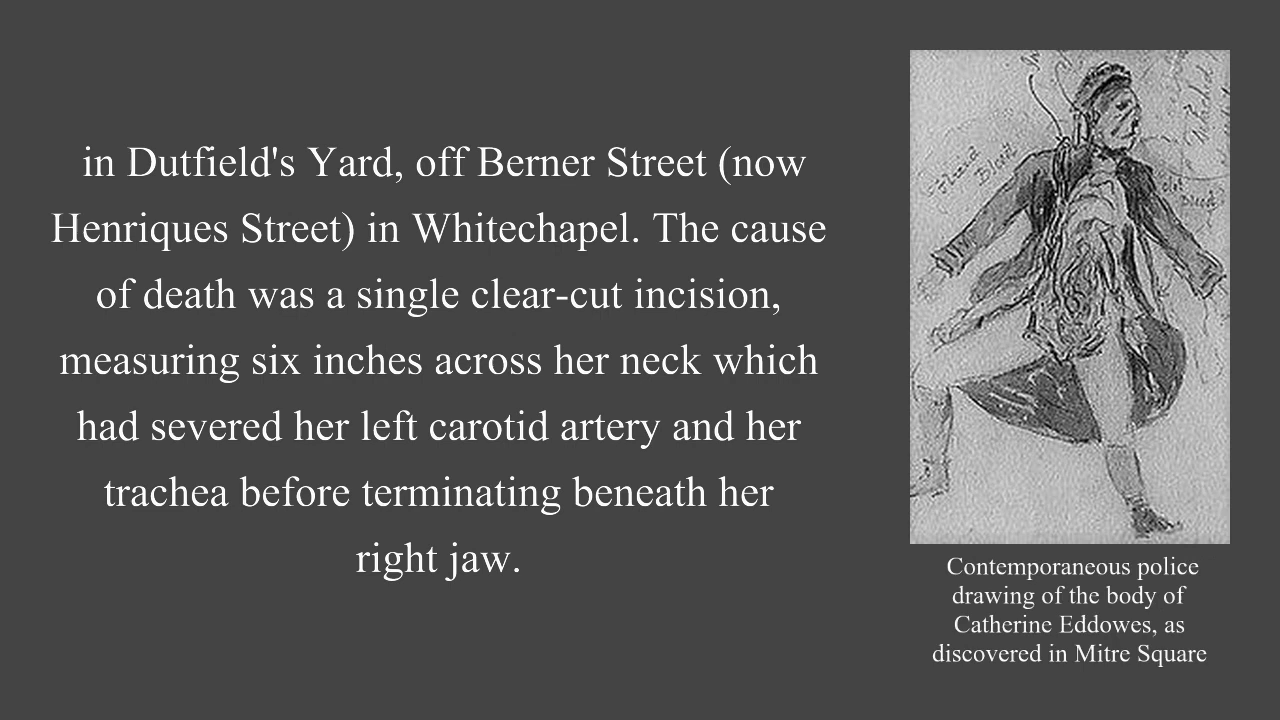 in Dutfield's Yard, off Berner Street (now
Henriques Street) in Whitechapel. The cause
of death was a single clear-cut incision,
measuring six inches across her neck which
had severed her left carotid artery and her
trachea before terminating beneath her
right jaw.
Blood
Contemporaneous police
drawing of the body of
Catherine Eddowes, as
discovered in Mitre Square